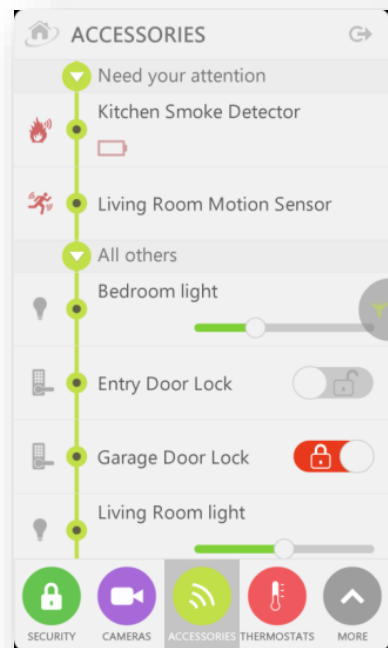 ACCESSORIES
Need your attention
Kitchen Smoke Detector
Living Room Motion Sensor
All others
Bedroom light
Entry Door Lock
Garage Door Lock
Living Room light
SECURITY CAMERAS ACCESSORIES THERMOSTATS MORE